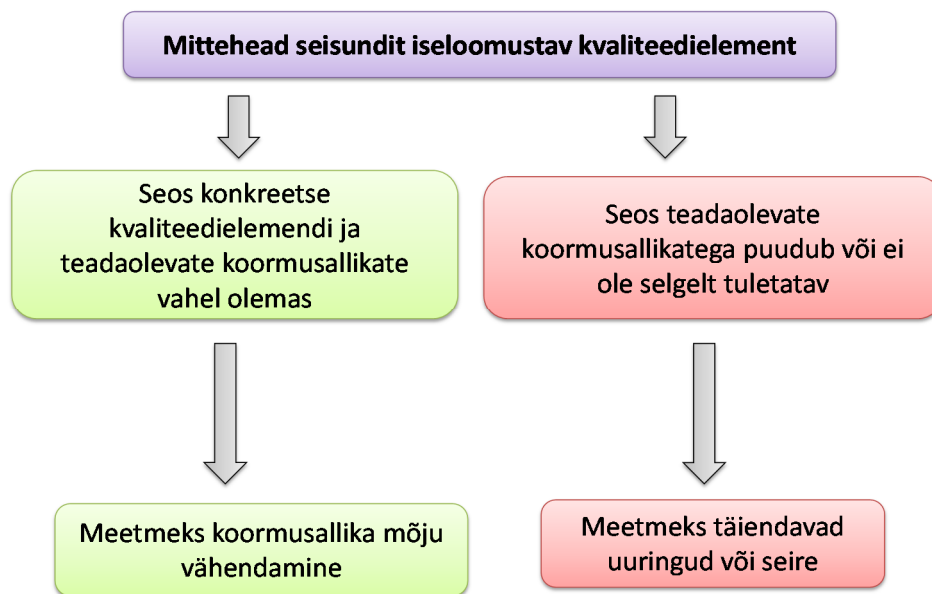 Mittehead seisundit iseloomustav kvaliteedielement
Seos konkreetse
kvaliteedielemendi ja
teadaolevate koormusallikate
vahel olemas
Seos teadaolevate
koormusallikatega puudub või ei
ole selgelt tuletatav
Meetmeks koormusallika mõju
vähendamine
Meetmeks täiendavad
uuringud või seire